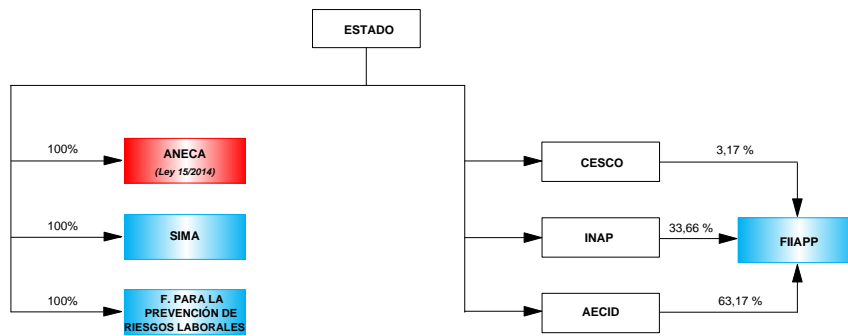 ESTADO
100%
ANECA
(Ley 15/2014)
CESCO
3,17 %
100%
SIMA
INAP
33,66 %
FIIAPP
100%
F. PARA LA
PREVENCIÓN DE
RIESGOS LABORALES
AECID
63,17 %